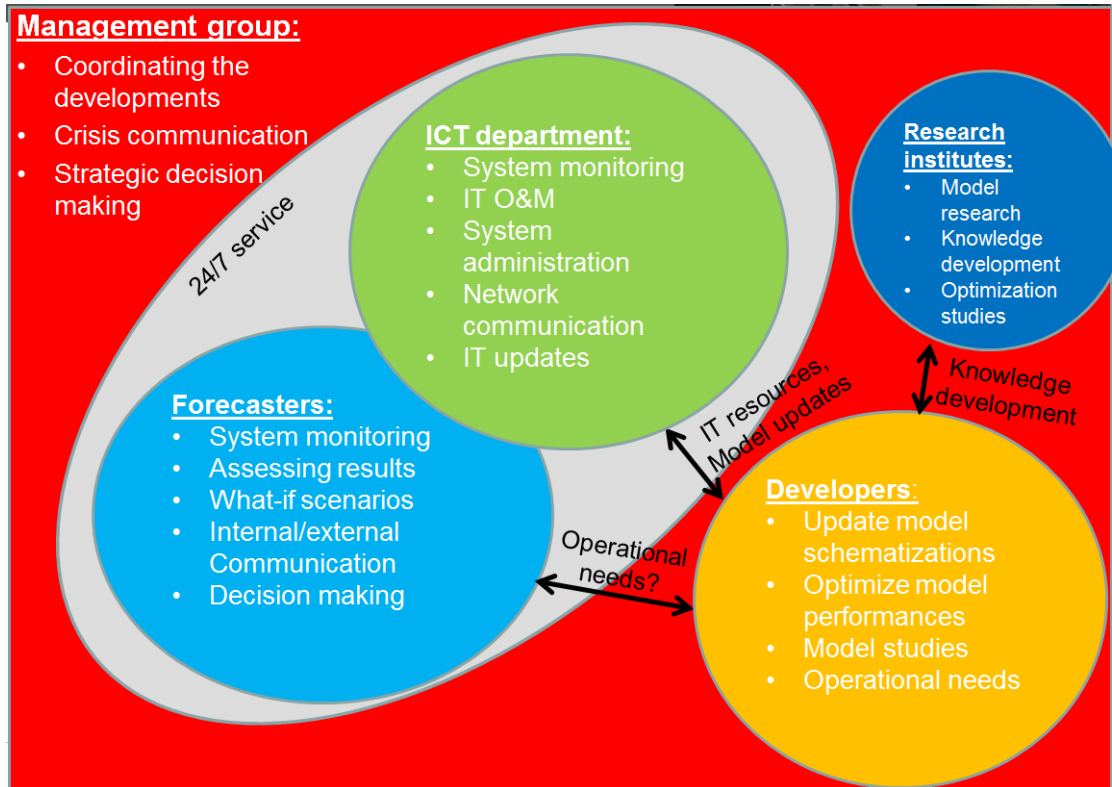 Management group:
• Coordinating the
developments
• Crisis communication
• Strategic decision
making
24/7 service
ICT department:
• System monitoring
• IT O&M
• System
administration
• Network
communication
• IT updates
Research
institutes:
• Model
research
• Knowledge
development
• Optimization
studies
Forecasters:
• System monitoring
• Assessing results
• What-if scenarios
• Internal/external
Communication
• Decision making
IT resources,
Model updates
Knowledge
development
Operational
needs?
Developers:
• Update model
schematizations
• Optimize model
performances
• Model studies
• Operational needs